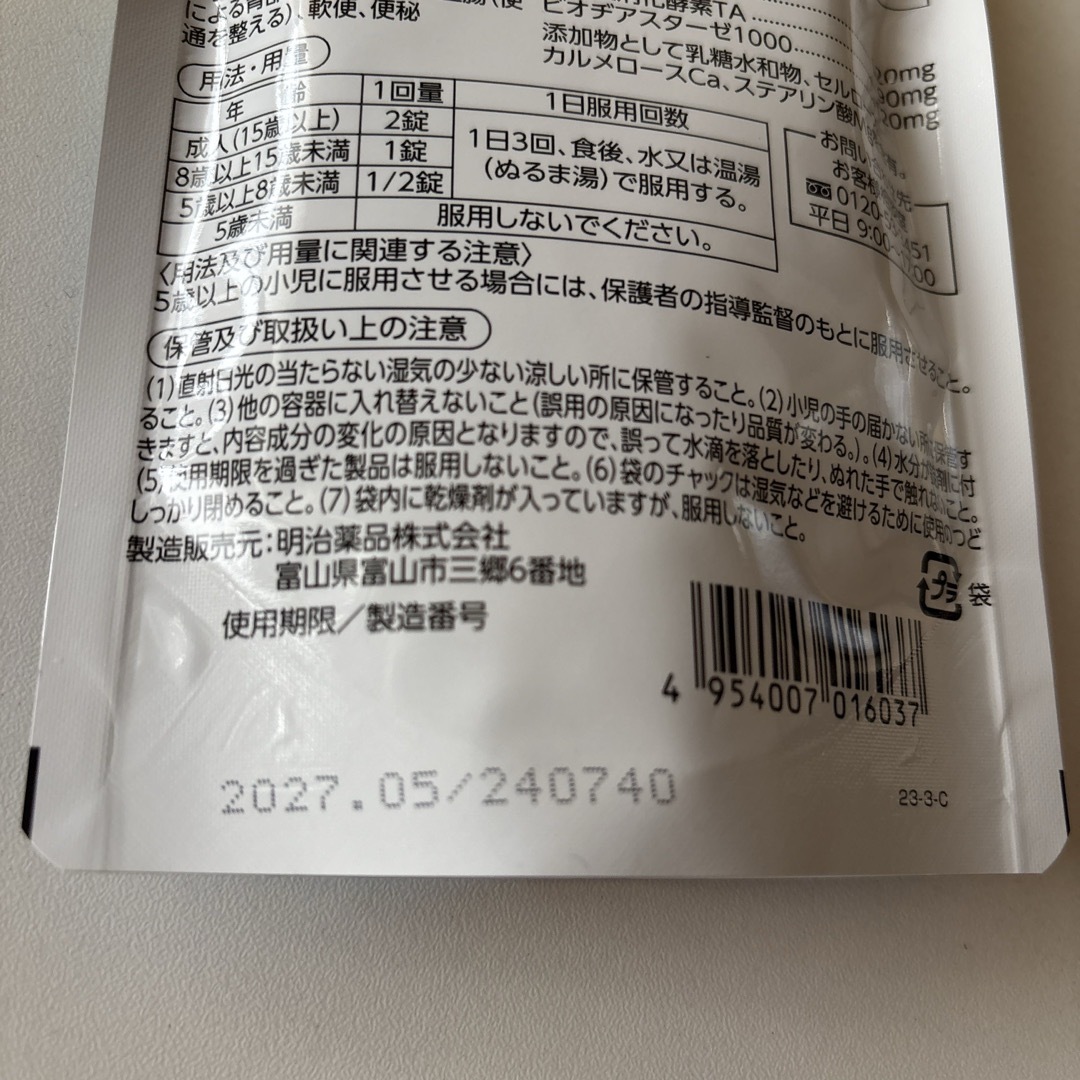 による胃
腸(便
通を整える)、軟便、便秘
消化酵素TA
ビオヂアスターゼ1000
添加物として乳糖水和物、セルロ
カルメロースCa、ステアリン酸M
20mg
90mg
20mg
用法・用量
年齢 1回量 1日服用回数
成人(15歳以上) 2錠
8歳以上15歳未満 1錠
5歳以上8歳未満 1/2錠
1日3回、食後、水又は温湯
(ぬるま湯)で服用する。
5歳未満 服用しないでください。
お問い
お客様
0120-
451
平日 9:00
〈用法及び用量に関連する注意〉
5歳以上の小児に服用させる場合には、保護者の指導監督のもとに服用させること。
保管及び取扱い上の注意
(1)直射日光の当たらない湿気の少ない涼しい所に保管すること。(2)小児の手の届かない所に保管す
ること。(3)他の容器に入れ替えないこと(誤用の原因になったり品質が変わる。)。(4)水分が錠剤に付
きますと、内容成分の変化の原因となりますので、誤って水滴を落としたり、ぬれた手で触れないこと。
(5)使用期限を過ぎた製品は服用しないこと。(6)袋のチャックは湿気などを避けるために使用のつど
しっかり閉めること。(7)袋内に乾燥剤が入っていますが、服用しないこと。
製造販売元:明治薬品株式会社
富山県富山市三郷6番地
プラ 袋
使用期限/製造番号
4 954007 016037
2027.05/240740
23-3-C